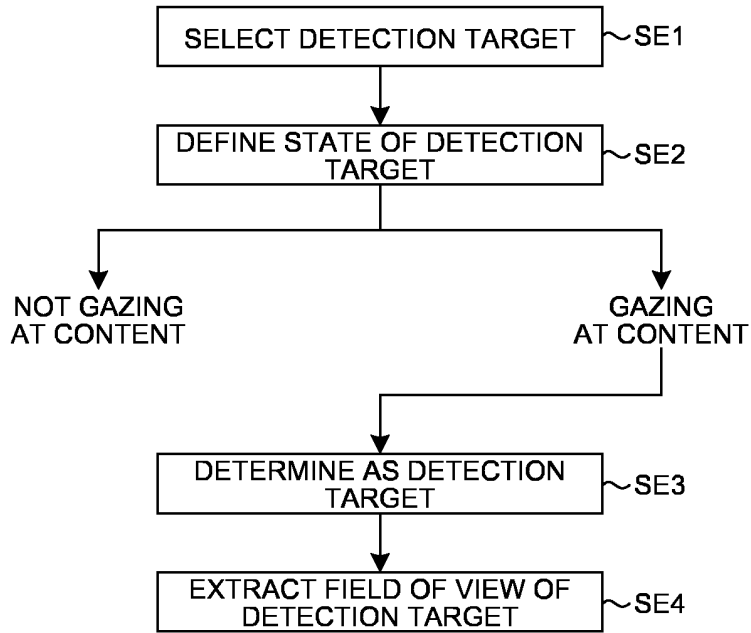 SELECT DETECTION TARGET
SE1
DEFINE STATE OF DETECTION
TARGET
SE2
NOT GAZING
AT CONTENT
GAZING
AT CONTENT
DETERMINE AS DETECTION
TARGET
SE3
EXTRACT FIELD OF VIEW OF
DETECTION TARGET
SE4